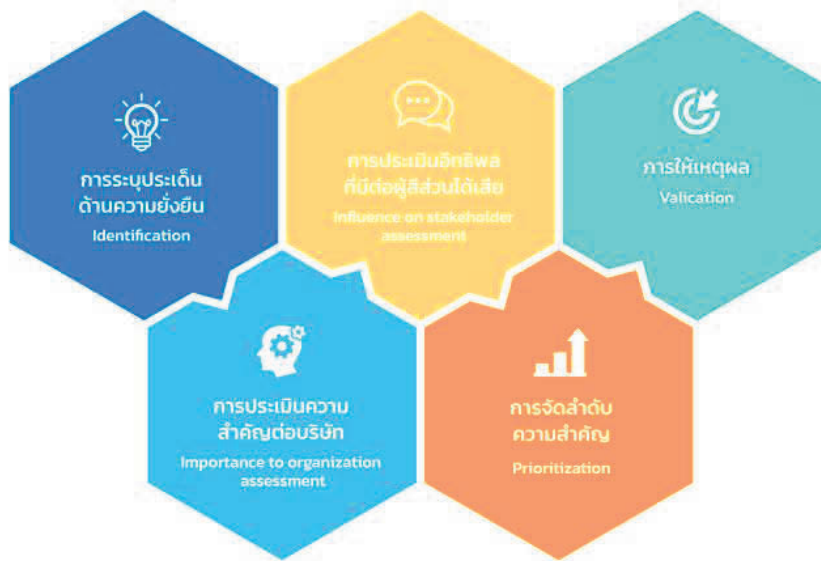 การระบุประเด็น
ด้านความยั่งยืน
Identification
การประเมินความ
สำคัญต่อบริษัท
Importance to organization
assessment
การประเมินอิทธิพล
ที่มีต่อผู้มีส่วนได้เสีย
Influence on stakeholder
assessment
การจัดลำดับ
ความสำคัญ
Prioritization
การให้เหตุผล
Valication